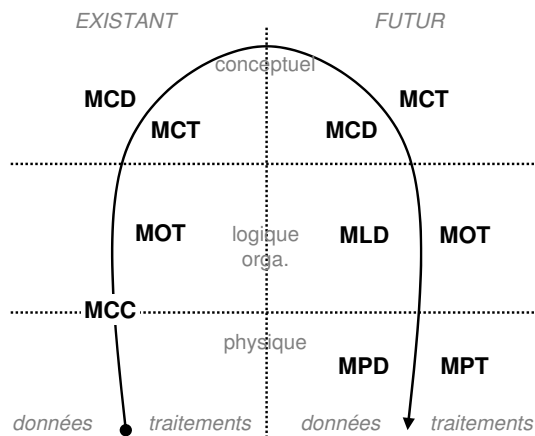 EXISTANT FUTUR
conceptuel
MCD MCT
MCT MCD
MOT logique MLD MOT
orga.
MCC
physique
MPD MPT
données traitements données traitements